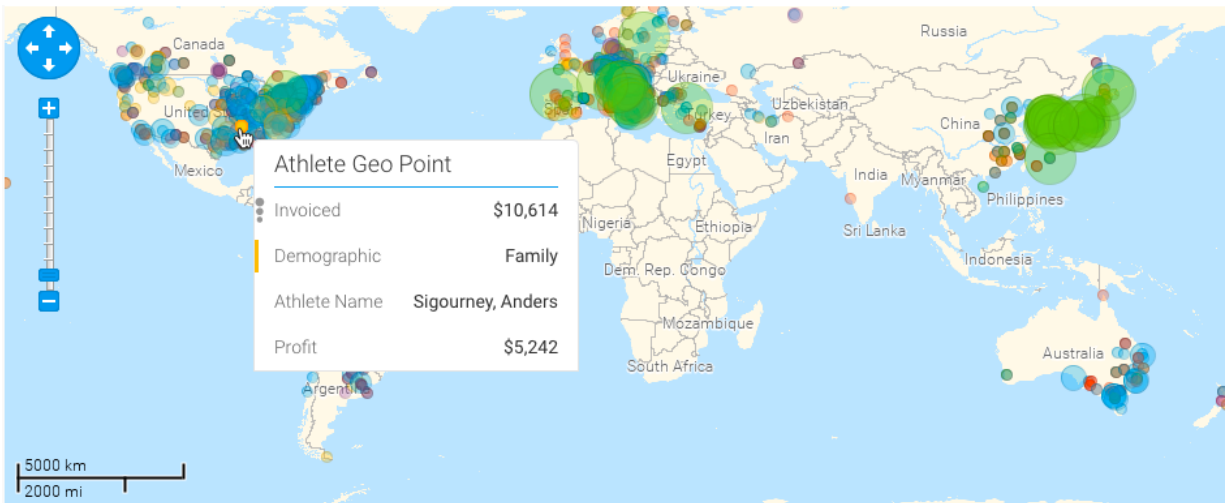 Canada
Russia
Ukraine
United S
Spain
Turkey
Uzbekistan
China
Iran
Mexico
Athlete Geo Point
Invoiced $10,614
Demographic Family
Athlete Name Sigourney, Anders
Profit $5,242
Egypt
India
Myanmar
Philippines
Nigeria
Ethiopia
Sri Lanka
Indonesia
Dem. Rep. Congo
Mozambique
South Africa
Australia
Argentina
5000 km
2000 mi